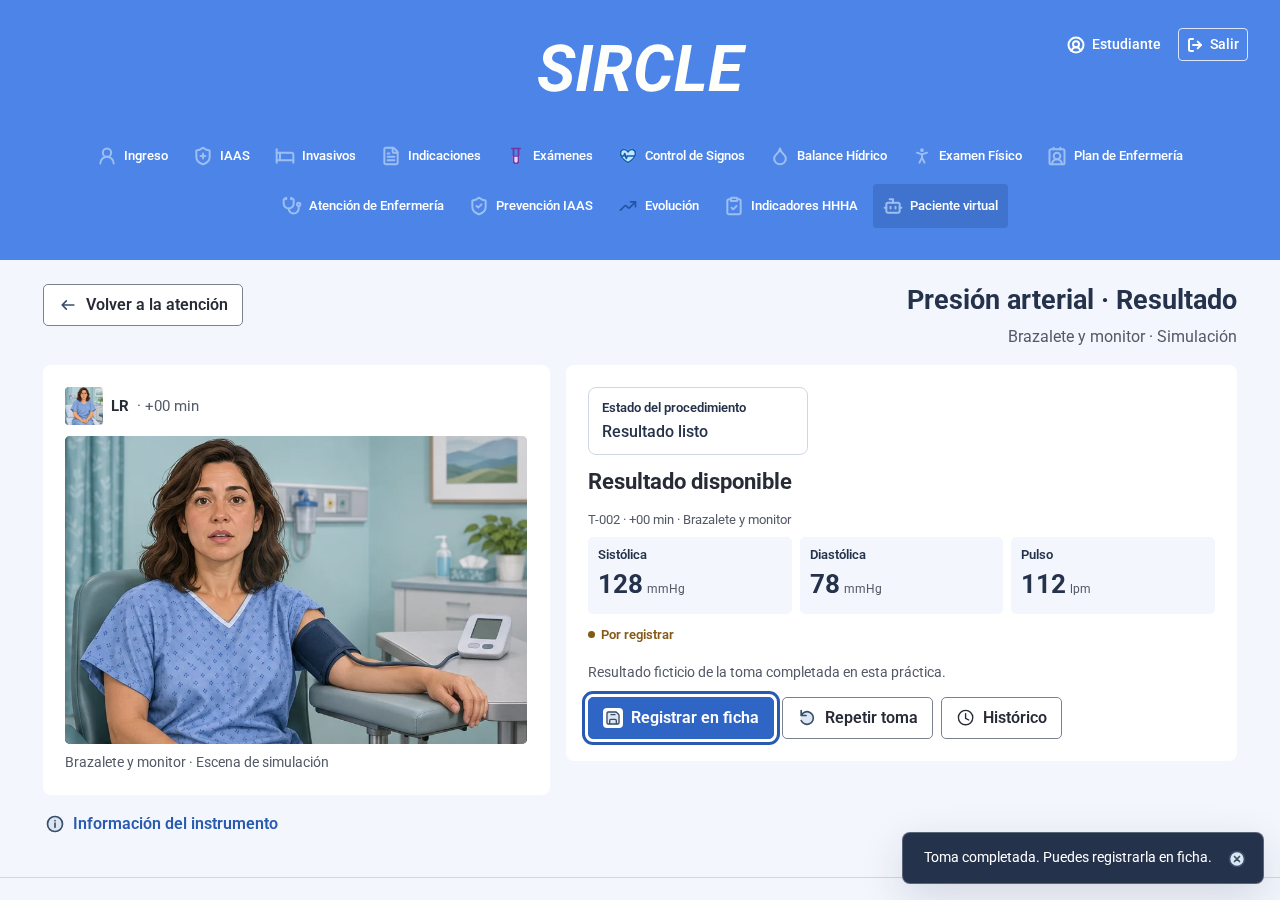 SIRCLE
Estudiante
Salir
Ingreso
IAAS
Invasivos
Indicaciones
Exámenes
Control de Signos
Balance Hídrico
Examen Físico
Plan de Enfermería
Atención de Enfermería
Prevención IAAS
Evolución
Indicadores HHHA
Paciente virtual
Volver a la atención
Presión arterial · Resultado
Brazalete y monitor · Simulación
LR · +00 min
Brazalete y monitor · Escena de simulación
Información del instrumento
Estado del procedimiento
Resultado listo
Resultado disponible
T-002 · +00 min · Brazalete y monitor
Sistólica
128 mmHg
Diastólica
78 mmHg
Pulso
112 lpm
Por registrar
Resultado ficticio de la toma completada en esta práctica.
Registrar en ficha
Repetir toma
Histórico
Toma completada. Puedes registrarla en ficha.